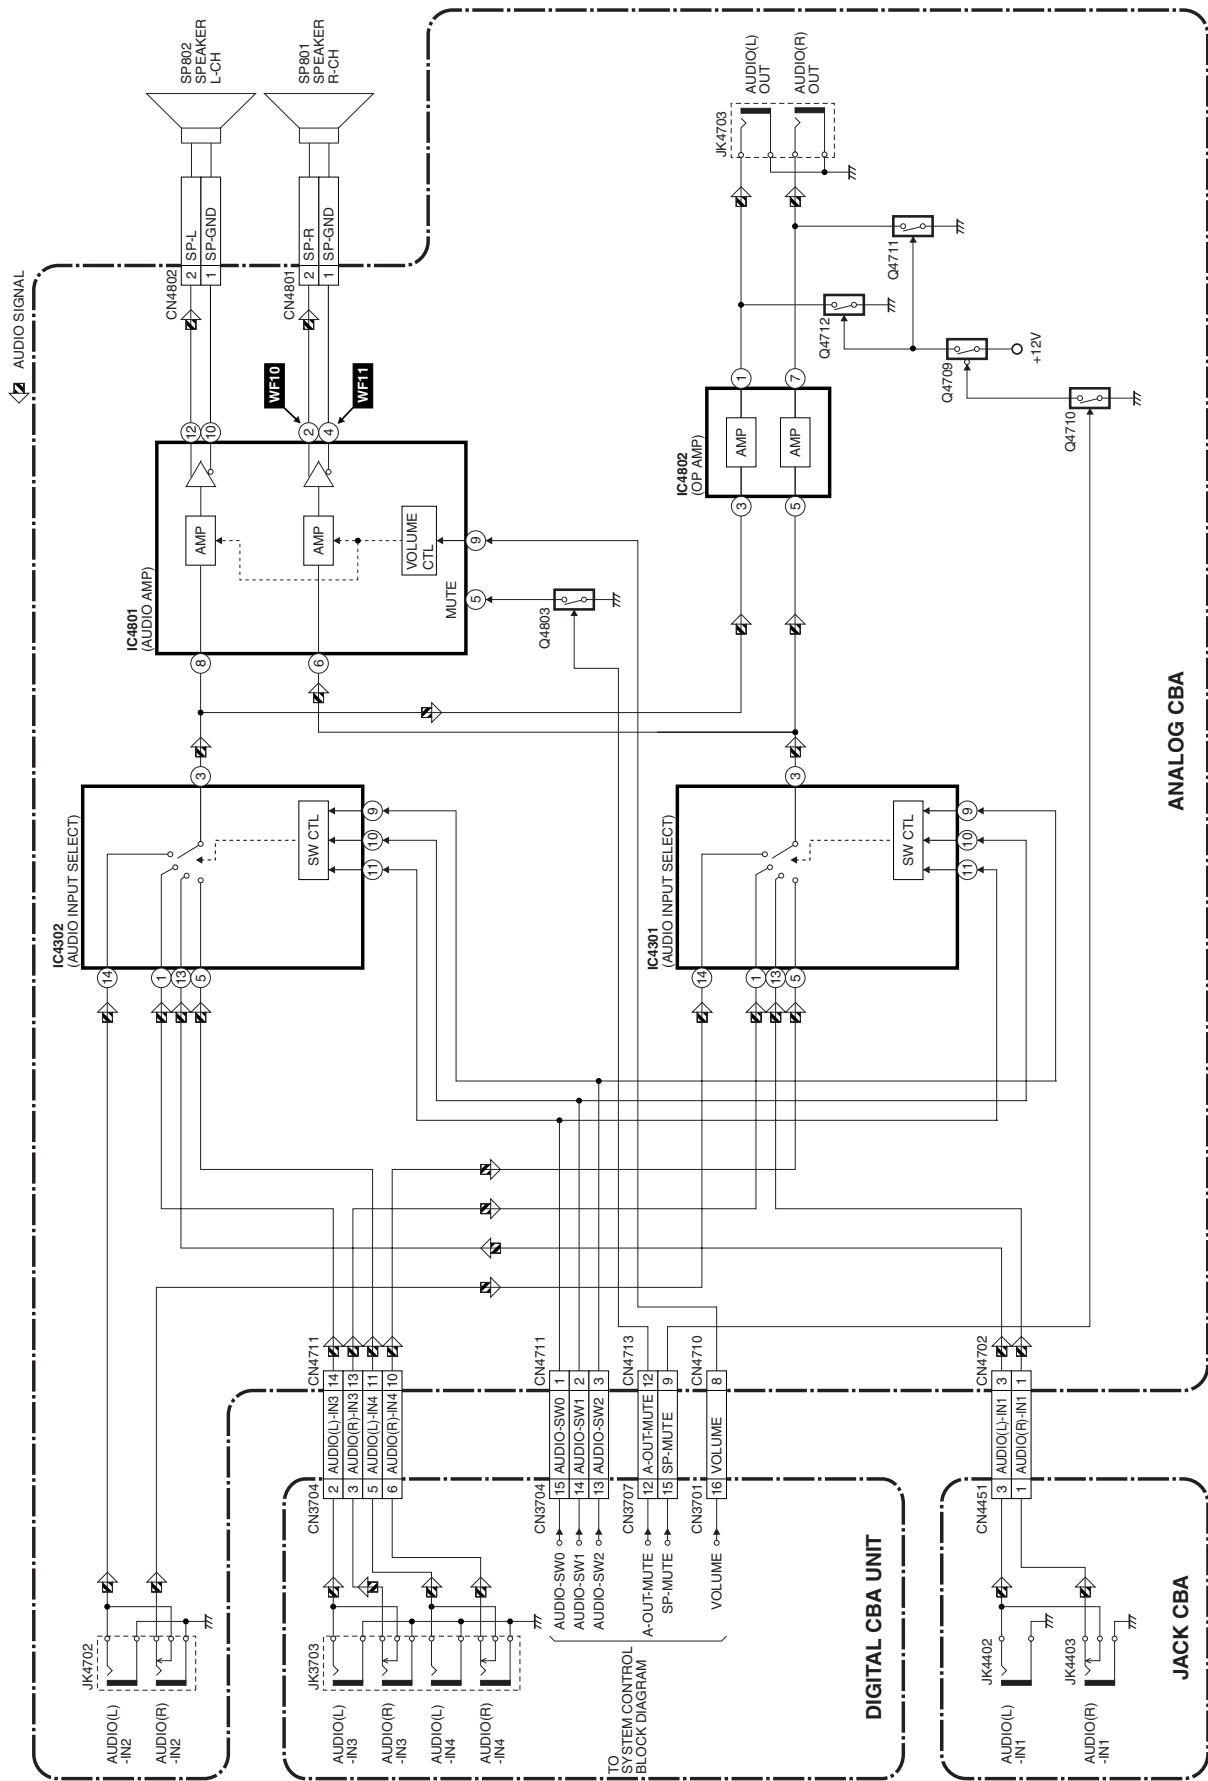 AUDIO SIGNAL
SP802
SPEAKER
L-CH
SP801
SPEAKER
R-CH
CN4802
2 SP-L
1 SP-GND
CN4801
2 SP-R
1 SP-GND
WF10
WF11
12
10
2
4
IC4801
(AUDIO AMP)
AMP
AMP
VOLUME
CTL
MUTE
9
5
8
6
Q4803
JK4703
AUDIO(L)
OUT
AUDIO(R)
OUT
Q4711
Q4712
Q4709
+12V
Q4710
IC4802
(OP AMP)
1
7
AMP
AMP
3
5
IC4302
(AUDIO INPUT SELECT)
3
SW CTL
9
10
11
14
1
13
5
IC4301
(AUDIO INPUT SELECT)
3
SW CTL
9
10
11
14
1
13
5
ANALOG CBA
JK4702
AUDIO(L)
-IN2
AUDIO(R)
-IN2
CN3704
CN4711
2 AUDIO(L)-IN3 14
3 AUDIO(R)-IN3 13
5 AUDIO(L)-IN4 11
6 AUDIO(R)-IN4 10
JK3703
AUDIO(L)
-IN3
AUDIO(R)
-IN3
AUDIO(L)
-IN4
AUDIO(R)
-IN4
CN3704
CN4711
AUDIO-SW0 15 AUDIO-SW0 1
AUDIO-SW1 14 AUDIO-SW1 2
AUDIO-SW2 13 AUDIO-SW2 3
CN3707
CN4713
A-OUT-MUTE 12 A-OUT-MUTE 12
SP-MUTE 15 SP-MUTE 9
CN3701
CN4710
VOLUME 16 VOLUME 8
TO
SYSTEM CONTROL
BLOCK DIAGRAM
DIGITAL CBA UNIT
CN4451
CN4702
3 AUDIO(L)-IN1 3
1 AUDIO(R)-IN1 1
JK4402
JK4403
AUDIO(L)
-IN1
AUDIO(R)
-IN1
JACK CBA